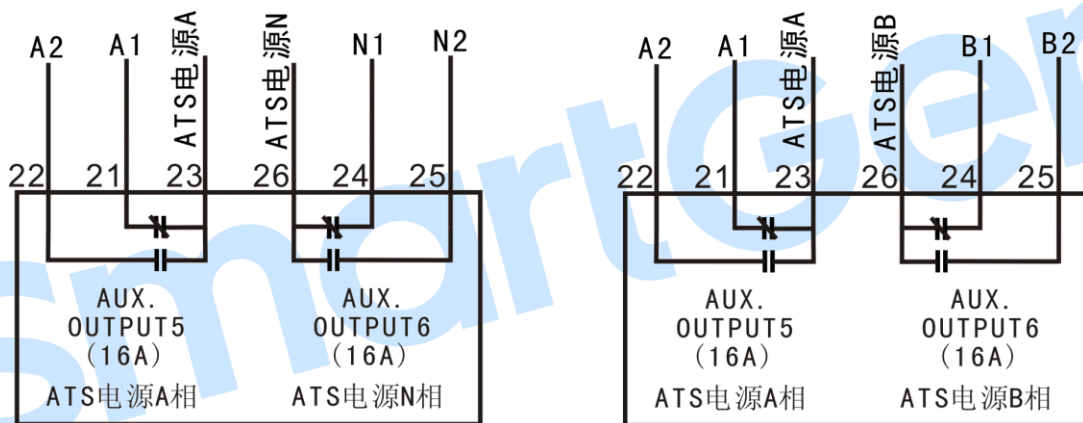 A2 A1 ATS电源A ATS电源N N1 N2
22 21 23 26 24 25
AUX. OUTPUT5 (16A)
ATS电源A相
AUX. OUTPUT6 (16A)
ATS电源N相
A2 A1 ATS电源A ATS电源B B1 B2
22 21 23 26 24 25
AUX. OUTPUT5 (16A)
ATS电源A相
AUX. OUTPUT6 (16A)
ATS电源B相
SmartGen